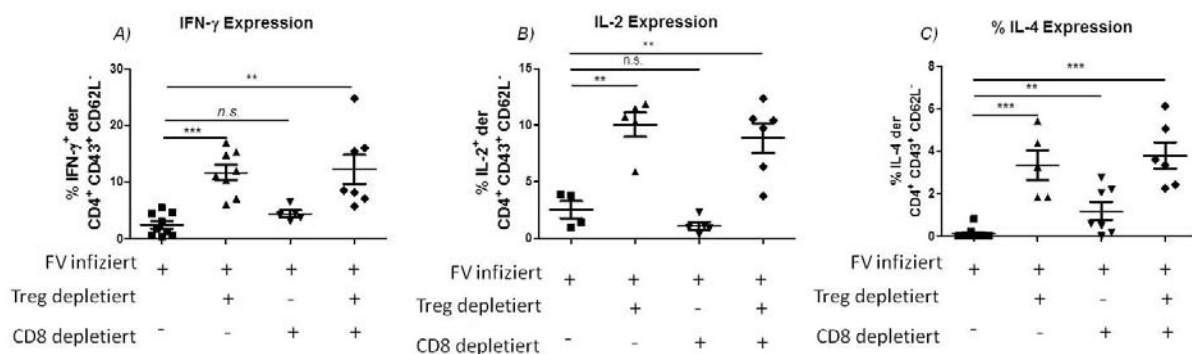 A)
IFN-γ Expression
% IFN-γ⁺ der
CD4⁺ CD43⁺ CD62L⁻
30
20
10
0
**
n.s.
***
FV infiziert + + + +
Treg depletiert + - +
CD8 depletiert - - + +
B)
IL-2 Expression
% IL-2⁺ der
CD4⁺ CD43⁺ CD62L⁻
15
10
5
0
**
n.s.
**
FV infiziert + + + +
Treg depletiert + - +
CD8 depletiert - - + +
C)
% IL-4 Expression
% IL-4 der
CD4⁺ CD43⁺ CD62L⁻
8
6
4
2
0
***
**
***
FV infiziert + + + +
Treg depletiert + - +
CD8 depletiert - - + +